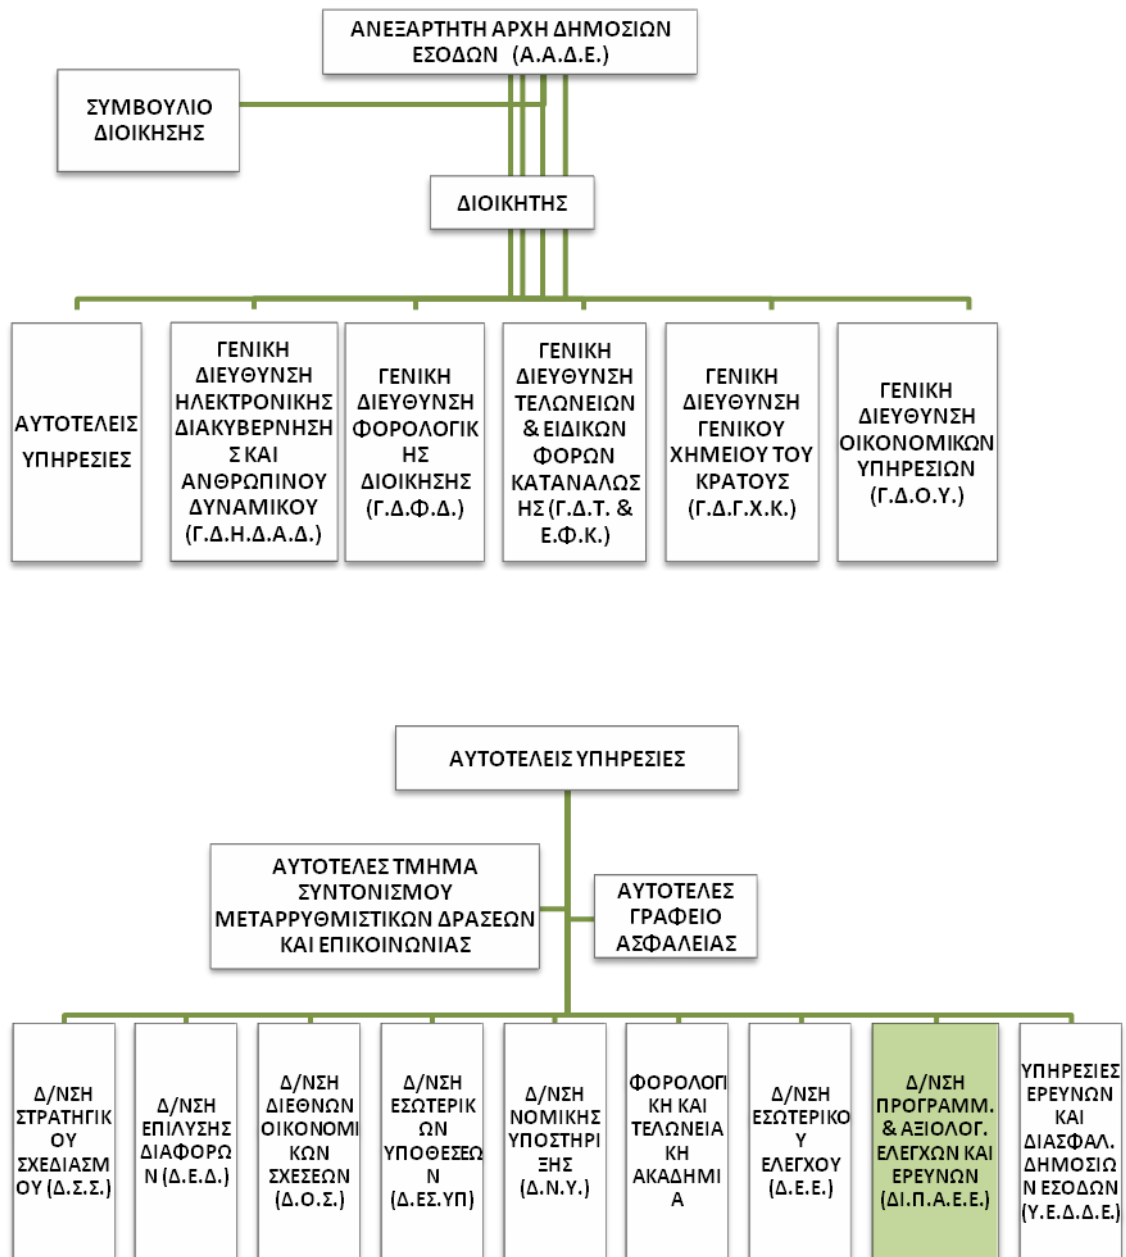 ΑΝΕΞΑΡΤΗΤΗ ΑΡΧΗ ΔΗΜΟΣΙΩΝ
ΕΣΟΔΩΝ (Α.Α.Δ.Ε.)
ΣΥΜΒΟΥΛΙΟ
ΔΙΟΙΚΗΣΗΣ
ΔΙΟΙΚΗΤΗΣ
ΑΥΤΟΤΕΛΕΙΣ
ΥΠΗΡΕΣΙΕΣ
ΓΕΝΙΚΗ
ΔΙΕΥΘΥΝΣΗ
ΗΛΕΚΤΡΟΝΙΚΗΣ
ΔΙΑΚΥΒΕΡΝΗΣΗ
Σ ΚΑΙ
ΑΝΘΡΩΠΙΝΟΥ
ΔΥΝΑΜΙΚΟΥ
(Γ.Δ.Η.Δ.Α.Δ.)
ΓΕΝΙΚΗ
ΔΙΕΥΘΥΝΣΗ
ΦΟΡΟΛΟΓΙΚ
ΗΣ
ΔΙΟΙΚΗΣΗΣ
(Γ.Δ.Φ.Δ.)
ΓΕΝΙΚΗ
ΔΙΕΥΘΥΝΣΗ
ΤΕΛΩΝΕΙΩΝ
& ΕΙΔΙΚΩΝ
ΦΟΡΩΝ
ΚΑΤΑΝΑΛΩΣ
ΗΣ (Γ.Δ.Τ. &
Ε.Φ.Κ.)
ΓΕΝΙΚΗ
ΔΙΕΥΘΥΝΣΗ
ΓΕΝΙΚΟΥ
ΧΗΜΕΙΟΥ ΤΟΥ
ΚΡΑΤΟΥΣ
(Γ.Δ.Γ.Χ.Κ.)
ΓΕΝΙΚΗ
ΔΙΕΥΘΥΝΣΗ
ΟΙΚΟΝΟΜΙΚΩΝ
ΥΠΗΡΕΣΙΩΝ
(Γ.Δ.Ο.Υ.)
ΑΥΤΟΤΕΛΕΙΣ ΥΠΗΡΕΣΙΕΣ
ΑΥΤΟΤΕΛΕΣ ΤΜΗΜΑ
ΣΥΝΤΟΝΙΣΜΟΥ
ΜΕΤΑΡΡΥΘΜΙΣΤΙΚΩΝ ΔΡΑΣΕΩΝ
ΚΑΙ ΕΠΙΚΟΙΝΩΝΙΑΣ
ΑΥΤΟΤΕΛΕΣ
ΓΡΑΦΕΙΟ
ΑΣΦΑΛΕΙΑΣ
Δ/ΝΣΗ
ΣΤΡΑΤΗΓΙΚ
ΟΥ
ΣΧΕΔΙΑΣΜ
ΟΥ (Δ.Σ.Σ.)
Δ/ΝΣΗ
ΕΠΙΛΥΣΗΣ
ΔΙΑΦΟΡΩ
Ν (Δ.Ε.Δ.)
Δ/ΝΣΗ
ΔΙΕΘΝΩΝ
ΟΙΚΟΝΟΜΙ
ΚΩΝ
ΣΧΕΣΕΩΝ
(Δ.Ο.Σ.)
Δ/ΝΣΗ
ΕΣΩΤΕΡΙΚ
ΩΝ
ΥΠΟΘΕΣΕΩ
Ν
(Δ.ΕΣ.ΥΠ)
Δ/ΝΣΗ
ΝΟΜΙΚΗΣ
ΥΠΟΣΤΗΡΙ
ΞΗΣ
(Δ.Ν.Υ.)
ΦΟΡΟΛΟΓΙ
ΚΗ ΚΑΙ
ΤΕΛΩΝΕΙΑ
ΚΗ
ΑΚΑΔΗΜΙ
Α
Δ/ΝΣΗ
ΕΣΩΤΕΡΙΚΟ
Υ
ΕΛΕΓΧΟΥ
(Δ.Ε.Ε.)
Δ/ΝΣΗ
ΠΡΟΓΡΑΜΜ.
& ΑΞΙΟΛΟΓ.
ΕΛΕΓΧΩΝ ΚΑΙ
ΕΡΕΥΝΩΝ
(ΔΙ.Π.Α.Ε.Ε.)
ΥΠΗΡΕΣΙΕΣ
ΕΡΕΥΝΩΝ
ΚΑΙ
ΔΙΑΣΦΑΛ.
ΔΗΜΟΣΙΩ
Ν ΕΣΟΔΩΝ
(Υ.Ε.Δ.Δ.Ε.)